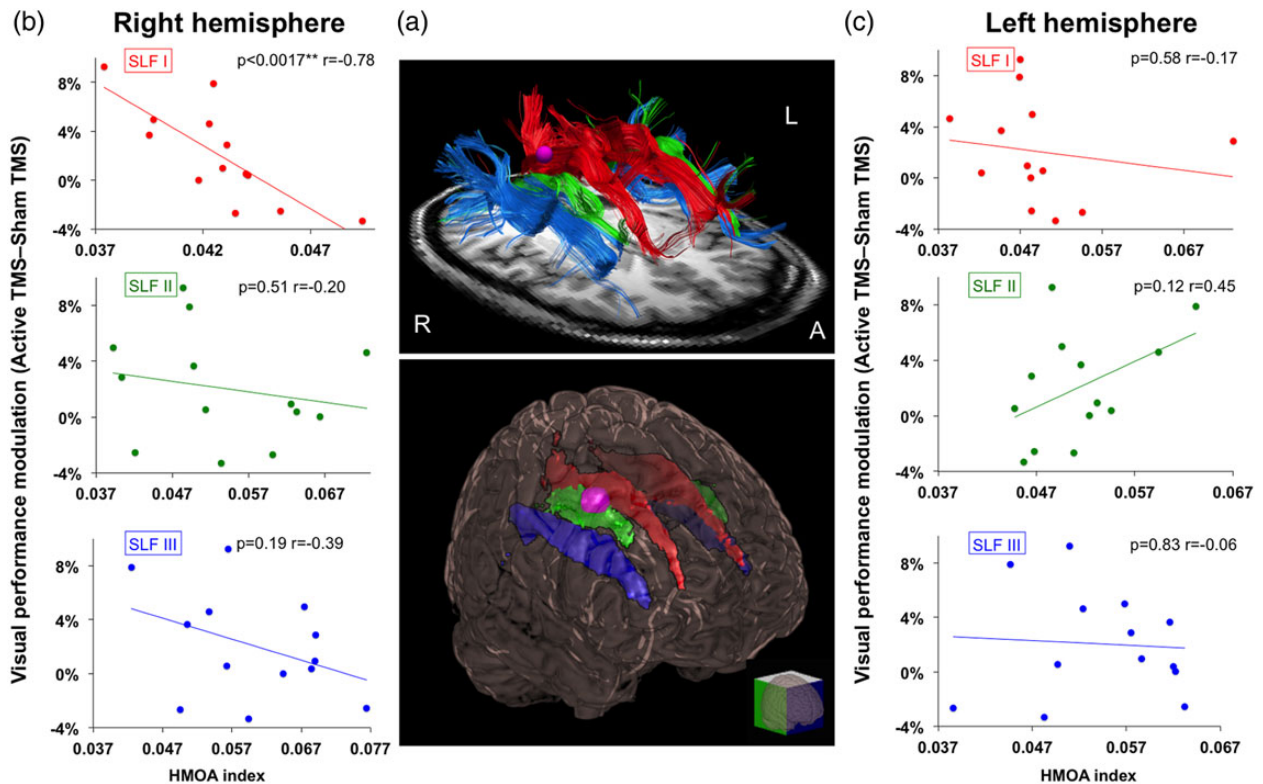 (b) Right hemisphere
SLF I
p<0.0017** r=-0.78
8%
4%
0%
-4%
0.037 0.042 0.047
SLF II
p=0.51 r=-0.20
8%
4%
0%
-4%
0.037 0.047 0.057 0.067
SLF III
p=0.19 r=-0.39
8%
4%
0%
-4%
0.037 0.047 0.057 0.067 0.077
HMOA index
Visual performance modulation (Active TMS–Sham TMS)
(a)
L
R
A
(c) Left hemisphere
SLF I
p=0.58 r=-0.17
8%
4%
0%
-4%
0.037 0.047 0.057 0.067
SLF II
p=0.12 r=0.45
8%
4%
0%
-4%
0.037 0.047 0.057 0.067
SLF III
p=0.83 r=-0.06
8%
4%
0%
-4%
0.037 0.047 0.057 0.067
HMOA index
Visual performance modulation (Active TMS–Sham TMS)